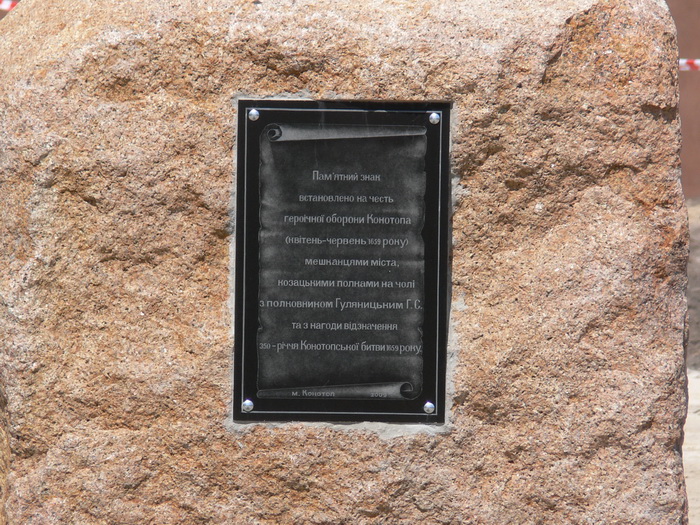 Пам'ятний знак
встановлено на честь
героїчної оборони Конотопа
(квітень-червень 1659 року)
мешканцями міста,
козацькими полками на чолі
з полковником Гуляницьким Г. Є.
та з нагоди відзначення
350 - річчя Конотопської битви 1659 року.
м. Конотоп 2009